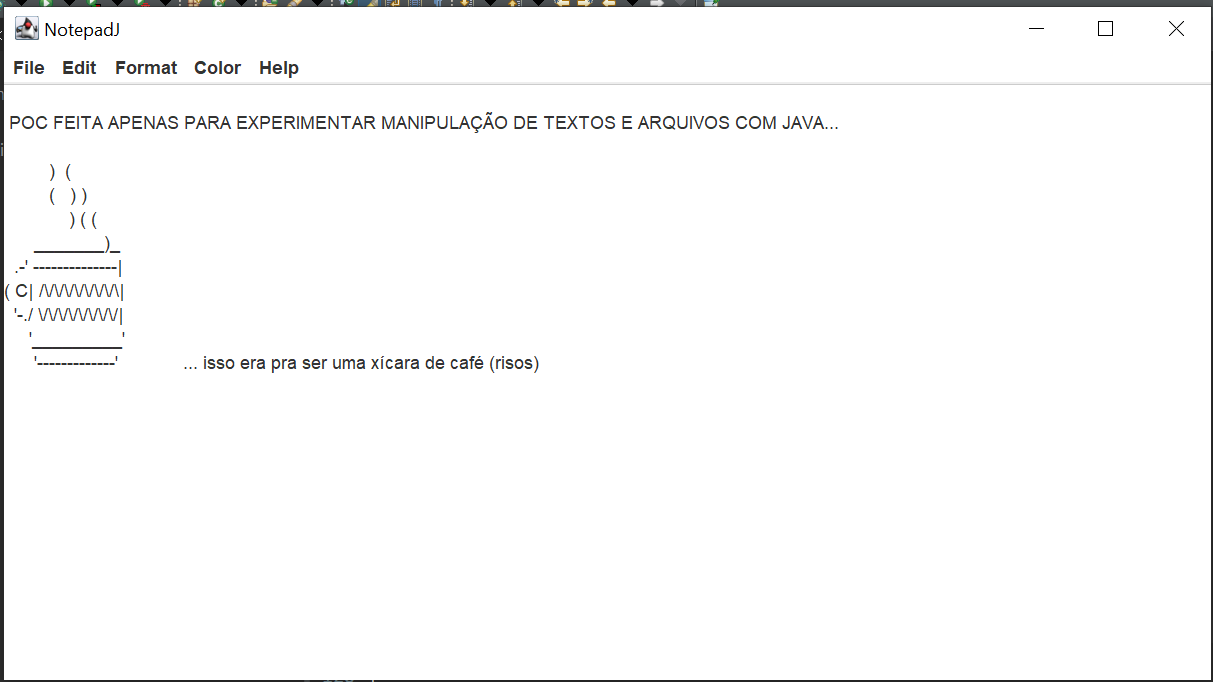 NotepadJ
File Edit Format Color Help
POC FEITA APENAS PARA EXPERIMENTAR MANIPULAÇÃO DE TEXTOS E ARQUIVOS COM JAVA...
) (
(   ) )
) ( (
________)_
.-' --------------|
( C| /\/\/\/\/\/\/\/\/\|
'-./ \/\/\/\/\/\/\/\/\/|
'_________'
'-------------'             ... isso era pra ser uma xícara de café (risos)